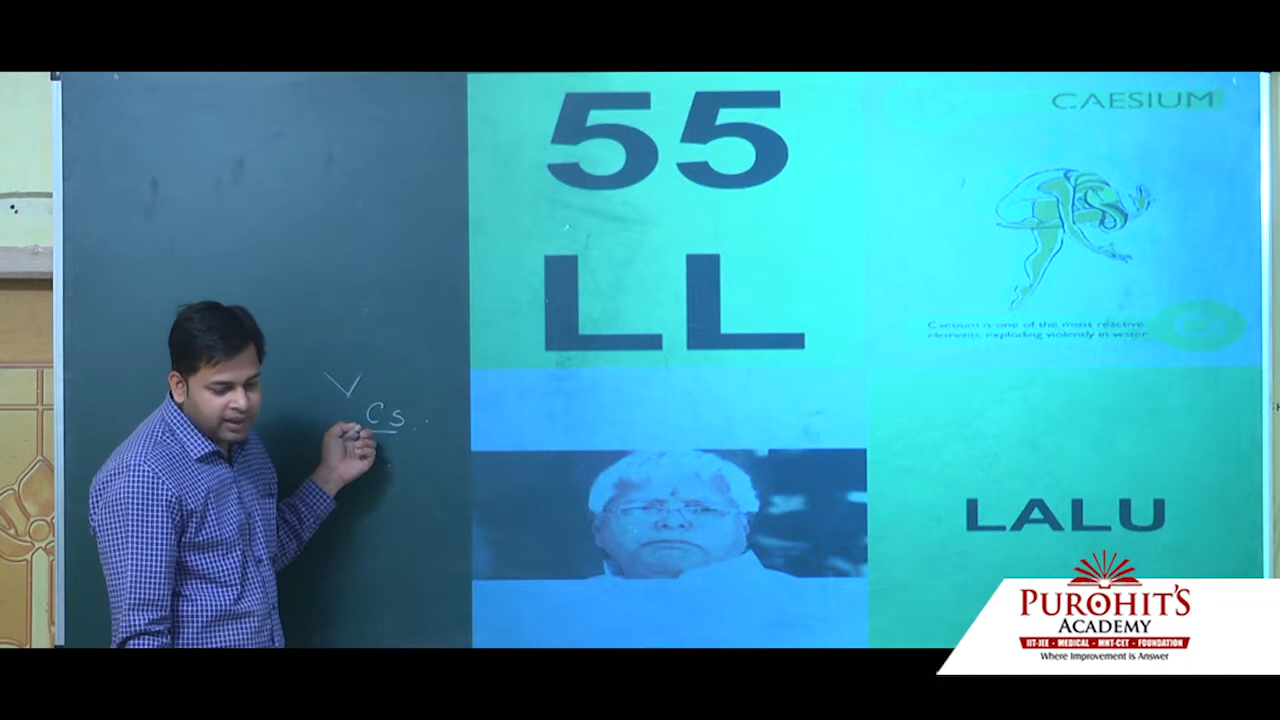 55
LL
CAESIUM
Caesium is one of the most reactive
elements, exploding violently in water
Cs
V
Cs
LALU
PUROHIT'S
ACADEMY
IIT-JEE - MEDICAL - MHT-CET - FOUNDATION
Where Improvement is Answer